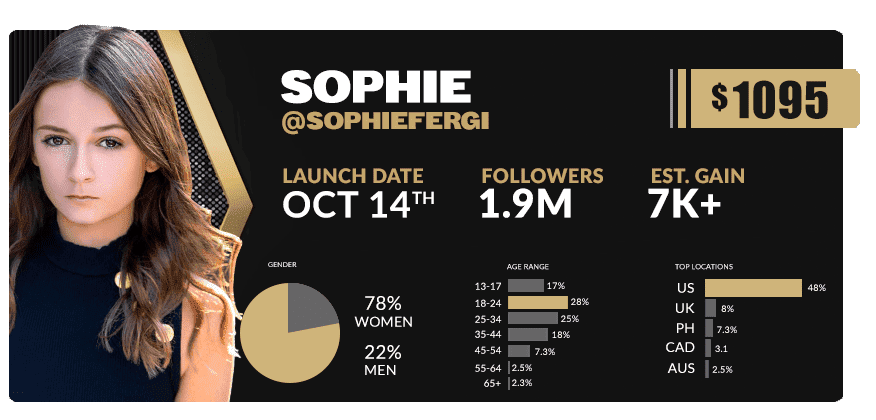 SOPHIE
@SOPHIEFERGI
$1095
LAUNCH DATE
OCT 14TH
FOLLOWERS
1.9M
EST. GAIN
7K+
GENDER
78%
WOMEN
22%
MEN
AGE RANGE
13-17 17%
18-24 28%
25-34 25%
35-44 18%
45-54 7.3%
55-64 2.5%
65+ 2.3%
TOP LOCATIONS
US 48%
UK 8%
PH 7.3%
CAD 3.1
AUS 2.5%